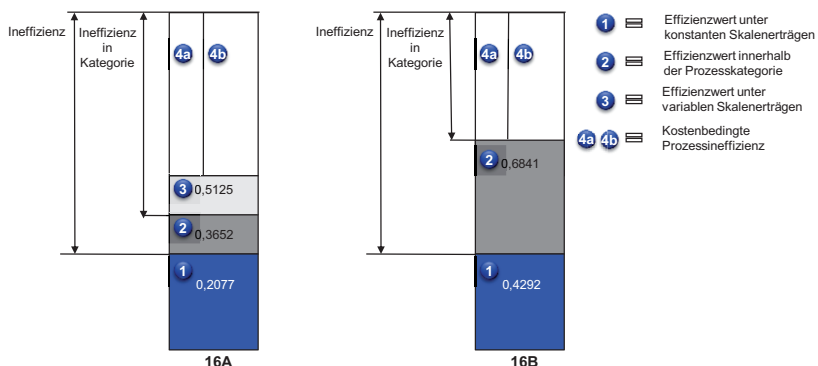 Ineffizienz
Ineffizienz
in
Kategorie
4a 4b
3 0,5125
2 0,3652
1 0,2077
16A
Ineffizienz
Ineffizienz
in
Kategorie
4a 4b
2 0,6841
1 0,4292
16B
1 = Effizienzwert unter
konstanten Skalenerträgen
2 = Effizienzwert innerhalb
der Prozesskategorie
3 = Effizienzwert unter
variablen Skalenerträgen
4a 4b = Kostenbedingte
Prozessineffizienz